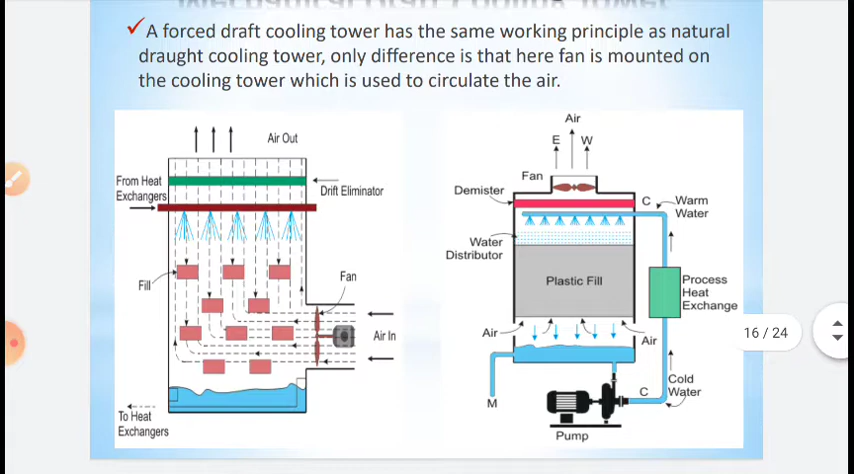 ✓ A forced draft cooling tower has the same working principle as natural
draught cooling tower, only difference is that here fan is mounted on
the cooling tower which is used to circulate the air.
Air Out
From Heat
Exchangers
Drift Eliminator
Fill
Fan
Air In
To Heat
Exchangers
Air
E W
Fan
Demister
C Warm
Water
Water
Distributor
Plastic Fill
Process
Heat
Exchange
Air
Air
M
C Cold
Water
Pump
16 / 24